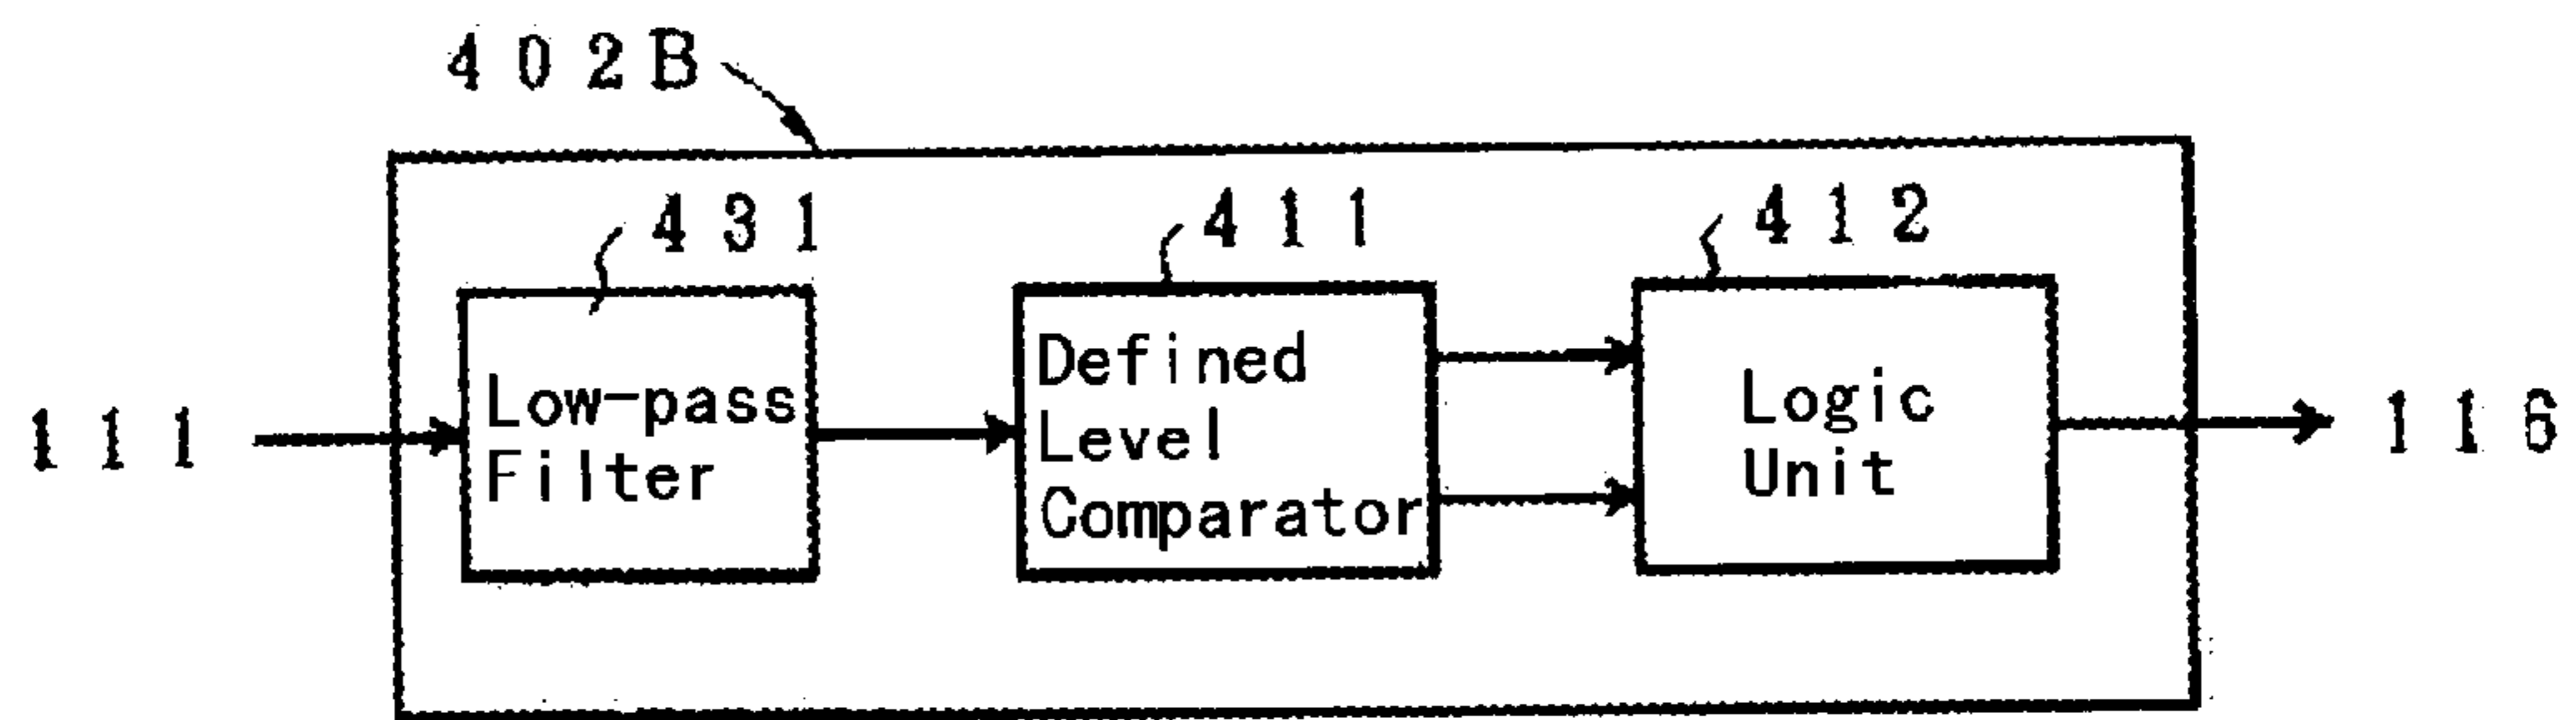 402B
431
411
412
111
Low-pass
Filter
Defined
Level
Comparator
Logic
Unit
116